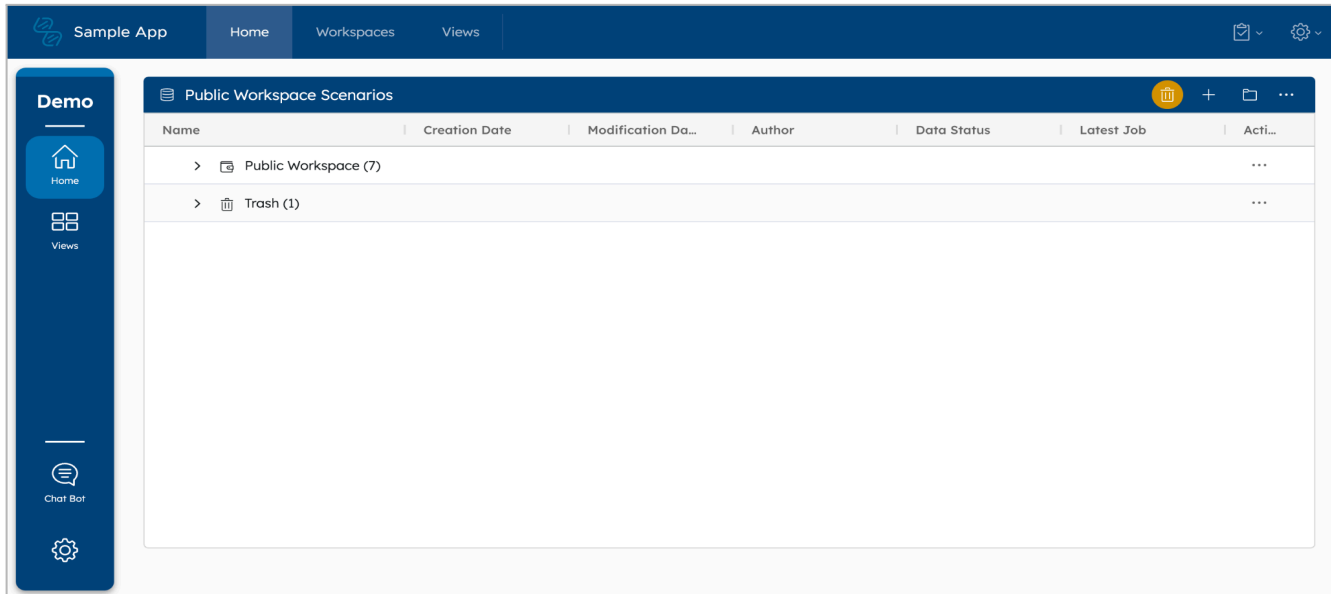 Sample App Home Workspaces Views
Demo
Home
Views
Chat Bot
Public Workspace Scenarios
Name Creation Date Modification Da... Author Data Status Latest Job Acti...
Public Workspace (7)
Trash (1)